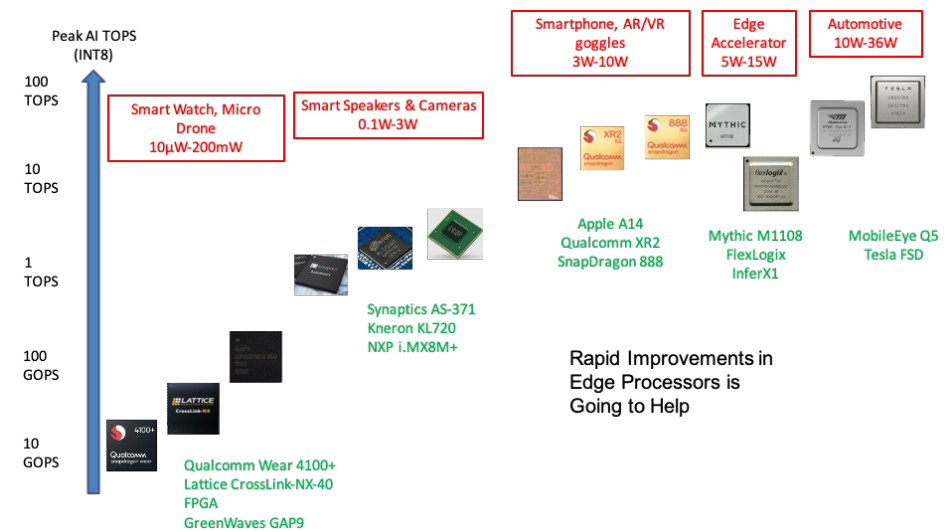 Peak AI TOPS
(INT8)
100
TOPS
10
TOPS
1
TOPS
100
GOPS
10
GOPS
Smart Watch, Micro
Drone
10µW-200mW
Smart Speakers & Cameras
0.1W-3W
Smartphone, AR/VR
goggles
3W-10W
Edge
Accelerator
5W-15W
Automotive
10W-36W
4100+
Qualcomm
snapdragon wear
LATTICE
CrossLink-NX
GAP9
XR2
5G
Qualcomm
snapdragon
888
5G
Qualcomm
snapdragon
MYTHIC
flexlogix
TESLA
Qualcomm Wear 4100+
Lattice CrossLink-NX-40
FPGA
GreenWaves GAP9
Synaptics AS-371
Kneron KL720
NXP i.MX8M+
Apple A14
Qualcomm XR2
SnapDragon 888
Mythic M1108
FlexLogix
InferX1
MobileEye Q5
Tesla FSD
Rapid Improvements in
Edge Processors is
Going to Help